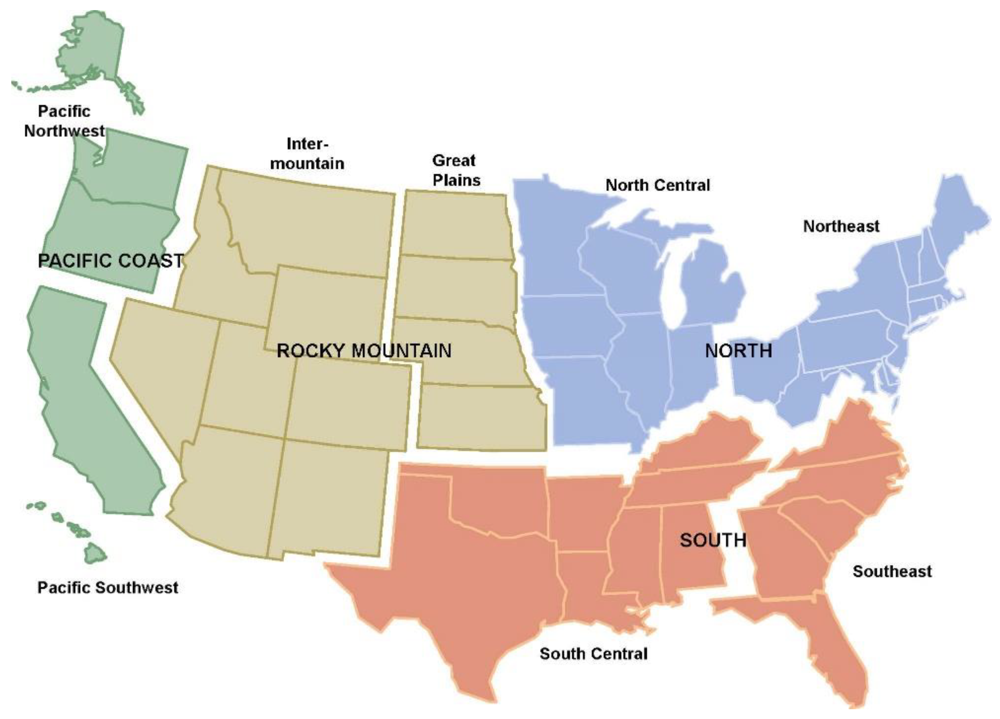 Pacific
Northwest
Inter-
mountain
Great
Plains
North Central
Northeast
PACIFIC COAST
ROCKY MOUNTAIN
NORTH
SOUTH
Southeast
Pacific Southwest
South Central